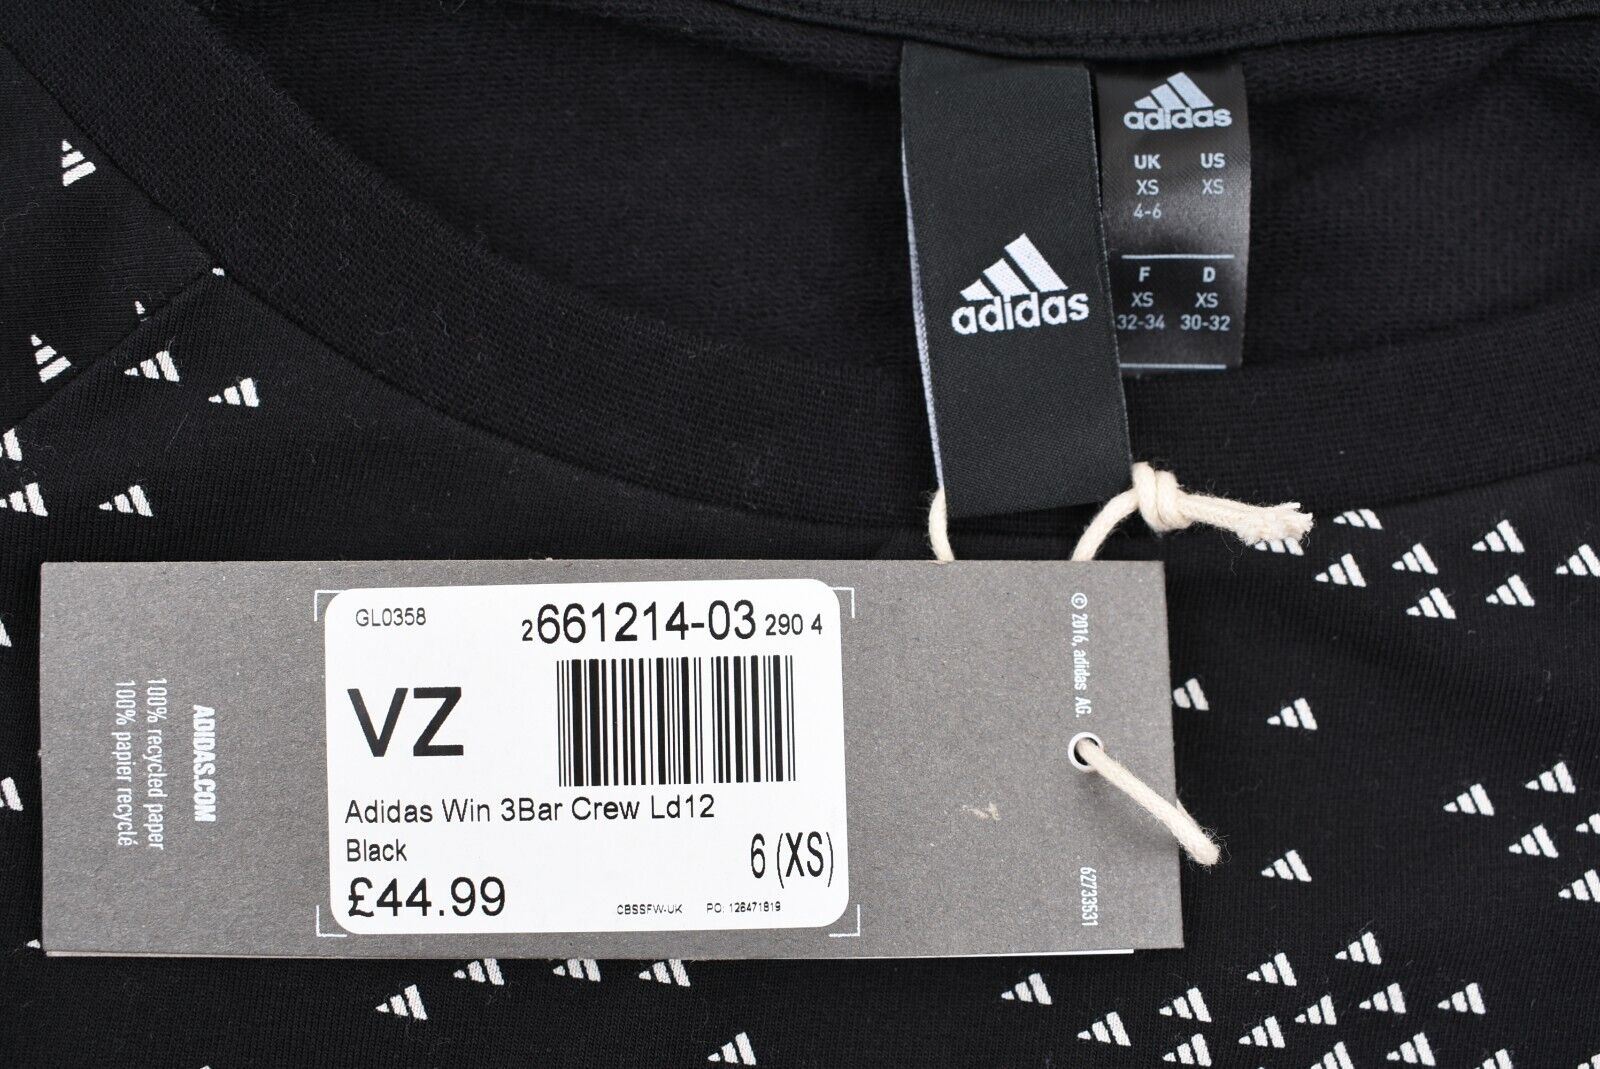 adidas
UK US
XS XS
4-6
F D
XS XS
32-34 30-32
adidas
GL0358
2661214-03 290 4
VZ
Adidas Win 3Bar Crew Ld12
Black
£44.99
6 (XS)
CBSSFW-UK PO: 126471819
ADIDAS.COM
100% recycled paper
100% papier recyclé
© 2016, adidas AG.
62733531